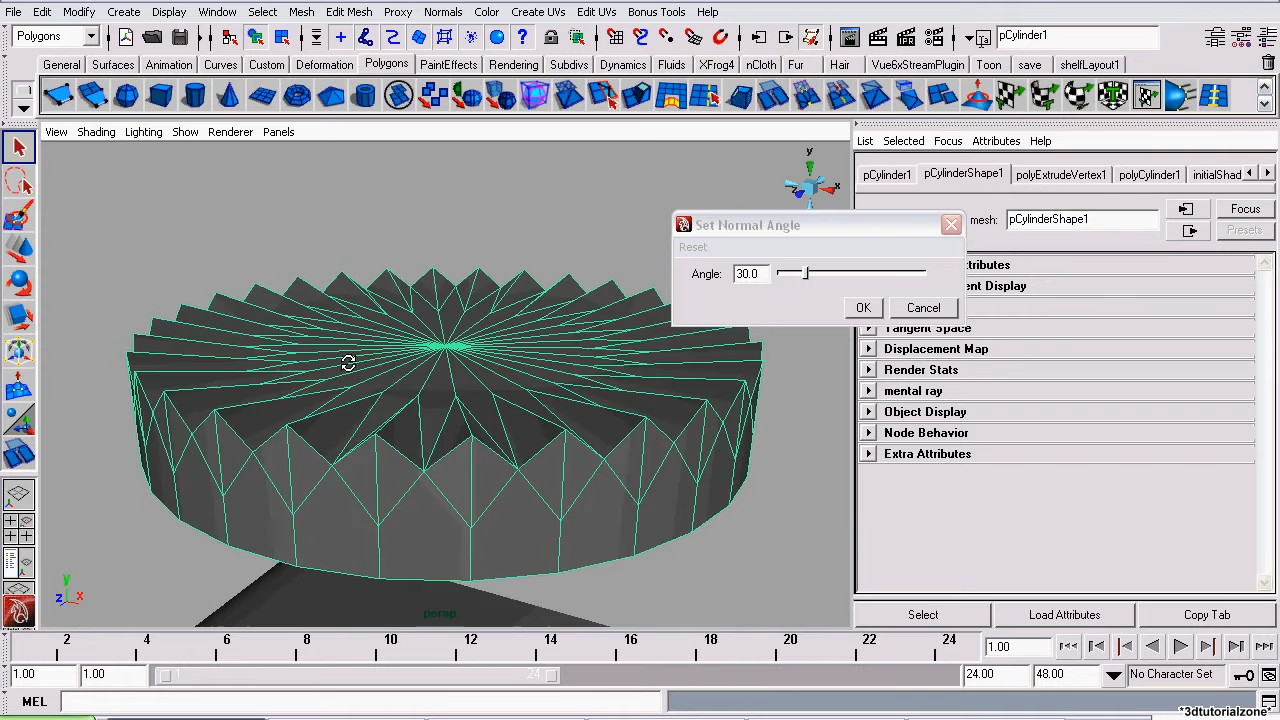 File Edit Modify Create Display Window Select Mesh Edit Mesh Proxy Normals Color Create UVs Edit UVs Bonus Tools Help
Polygons pCylinder1
General Surfaces Animation Curves Custom Deformation Polygons PaintEffects Rendering Subdivs Dynamics Fluids XFrog4 nCloth Fur Hair Vue6xStreamPlugin Toon save shelfLayout1
View Shading Lighting Show Renderer Panels
List Selected Focus Attributes Help
pCylinder1 pCylinderShape1 polyExtrudeVertex1 polyCylinder1 initialShad
mesh: pCylinderShape1
Focus
Presets
Set Normal Angle
Reset
Angle: 30.0
OK Cancel
ttributes
onent Display
Tangent Space
Displacement Map
Render Stats
mental ray
Object Display
Node Behavior
Extra Attributes
y
z x
y
z x
persp
Select Load Attributes Copy Tab
2 4 6 8 10 12 14 16 18 20 22 24
1.00
1.00 1.00 1 24 24.00 48.00 No Character Set
MEL
*3dtutorialzone*